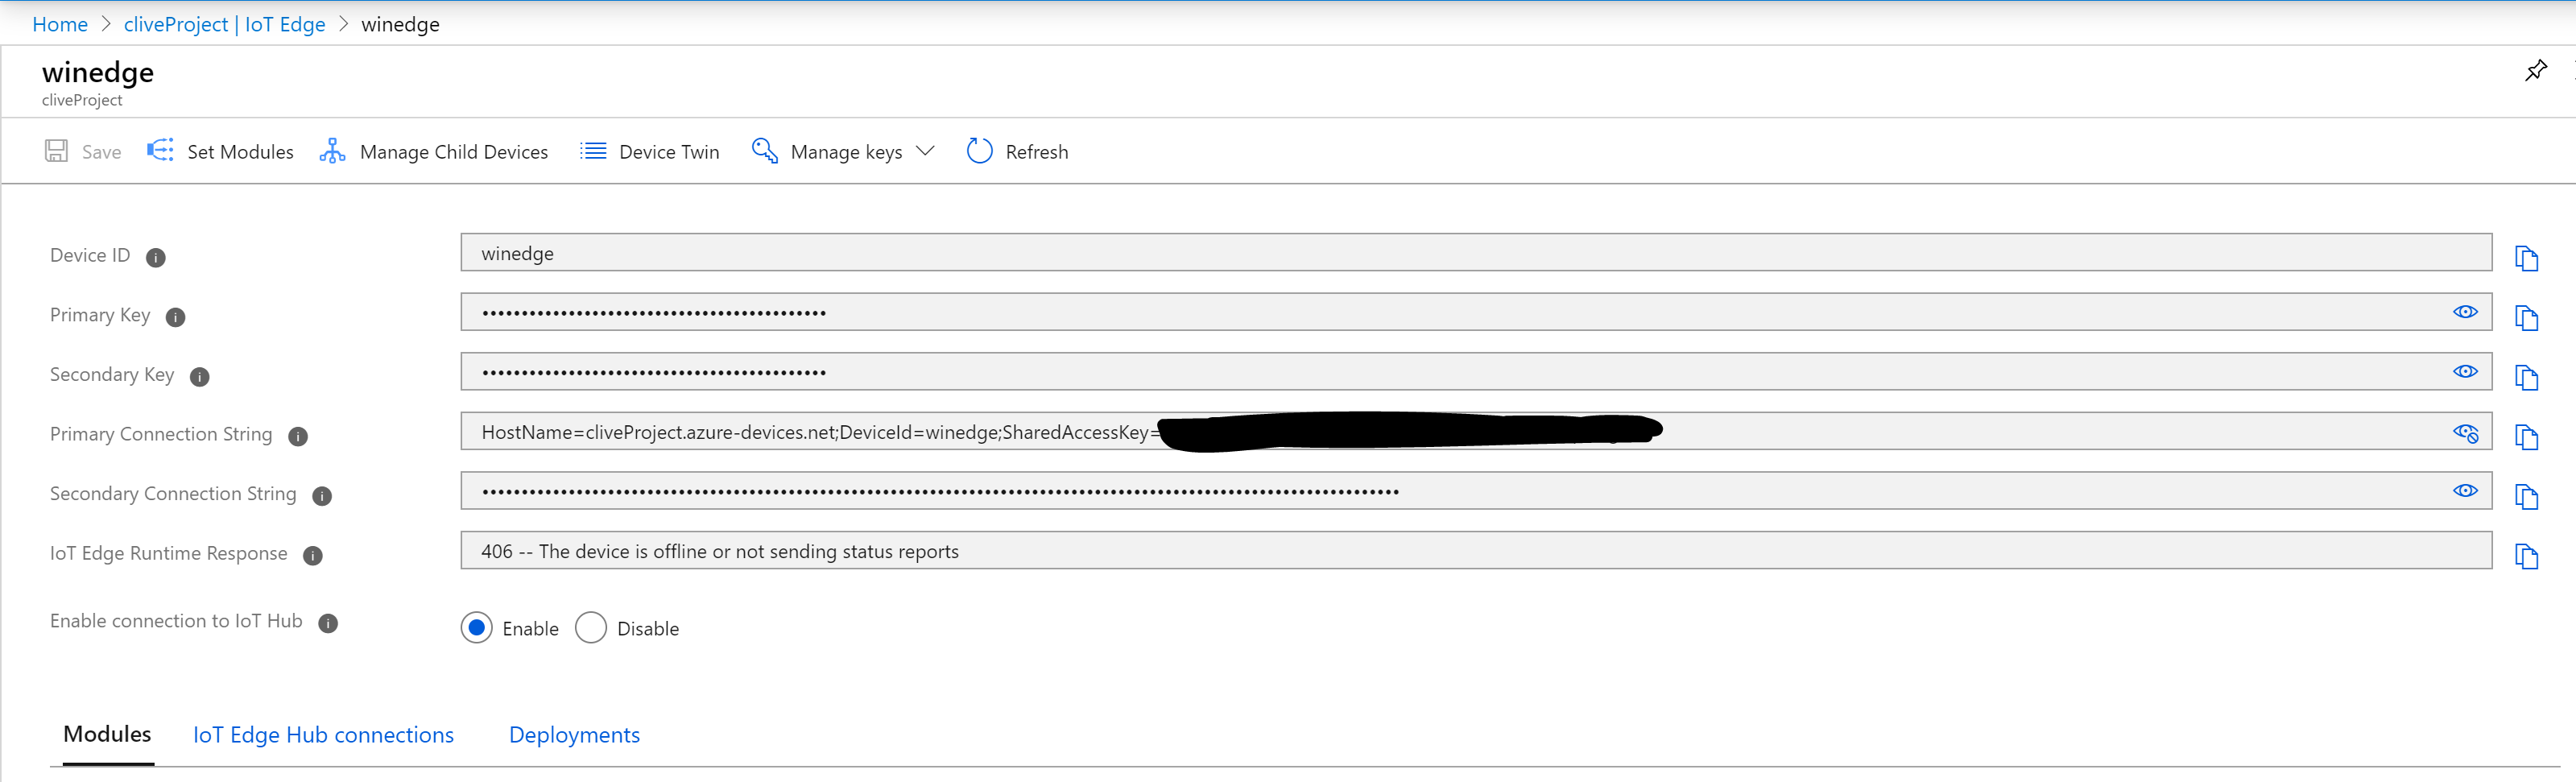 Home > cliveProject | IoT Edge > winedge
winedge
cliveProject
Save Set Modules Manage Child Devices Device Twin Manage keys Refresh
Device ID winedge
Primary Key ••••••••••••••••••••••••••••••••••••••••••••
Secondary Key ••••••••••••••••••••••••••••••••••••••••••••
Primary Connection String HostName=cliveProject.azure-devices.net;DeviceId=winedge;SharedAccessKey=
Secondary Connection String ••••••••••••••••••••••••••••••••••••••••••••••••••••••••••••••••••••••••••••••••••••••••••••••••••••••••••••••••••••
IoT Edge Runtime Response 406 -- The device is offline or not sending status reports
Enable connection to IoT Hub Enable Disable
Modules IoT Edge Hub connections Deployments